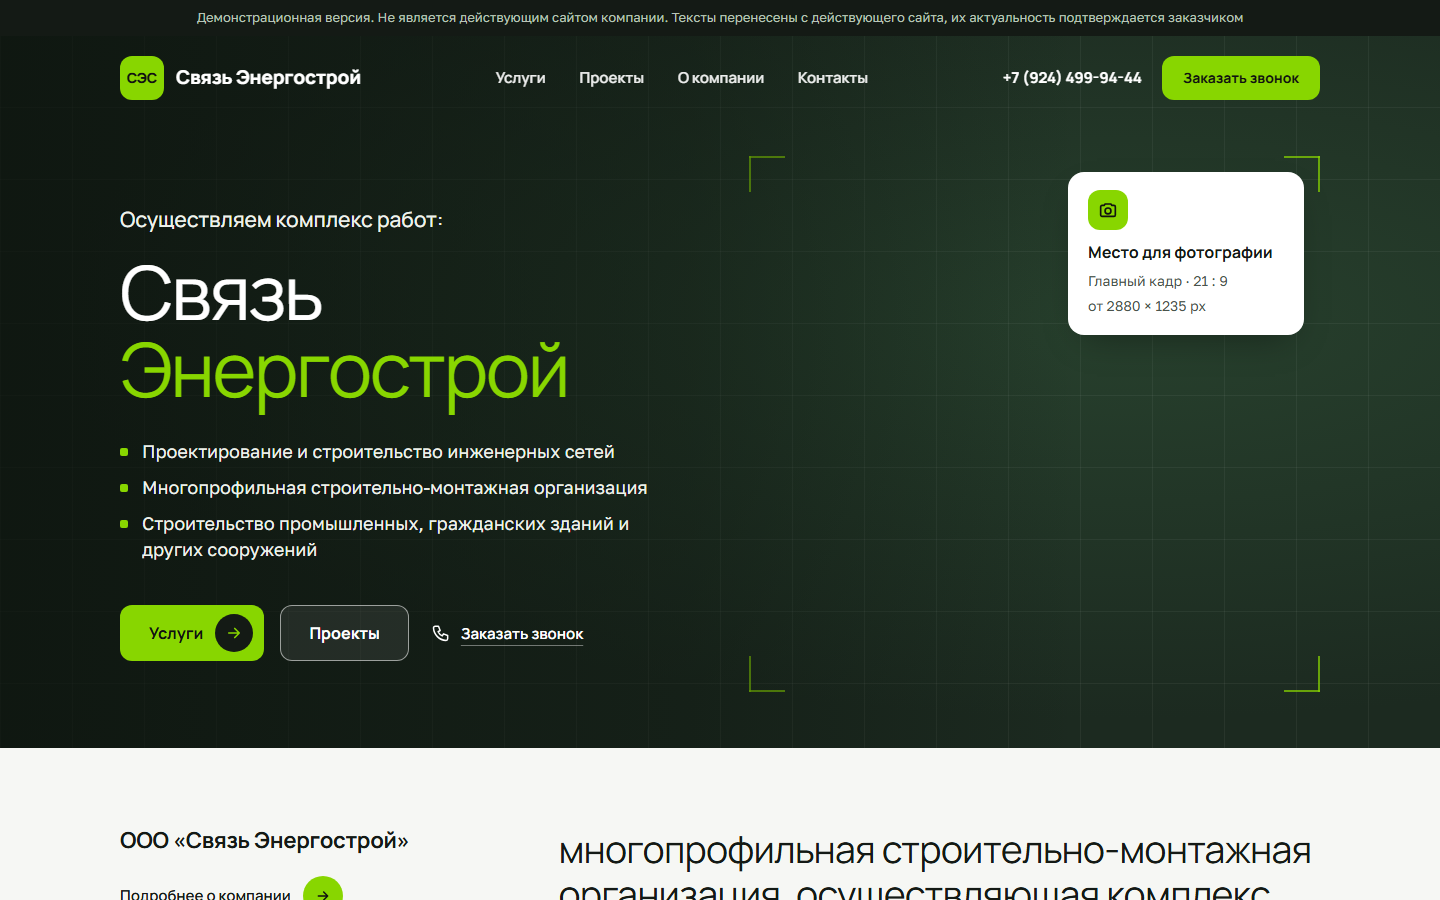 Демонстрационная версия. Не является действующим сайтом компании. Тексты перенесены с действующего сайта, их актуальность подтверждается заказчиком
СЭС
Связь Энергострой
Услуги
Проекты
О компании
Контакты
+7 (924) 499-94-44
Заказать звонок
Осуществляем комплекс работ:
Связь
Энергострой
Проектирование и строительство инженерных сетей
Многопрофильная строительно-монтажная организация
Строительство промышленных, гражданских зданий и
других сооружений
Услуги
Проекты
Заказать звонок
Место для фотографии
Главный кадр · 21 : 9
от 2880 × 1235 px
ООО «Связь Энергострой»
Подробнее о компании
многопрофильная строительно-монтажная
организация, осуществляющая комплекс